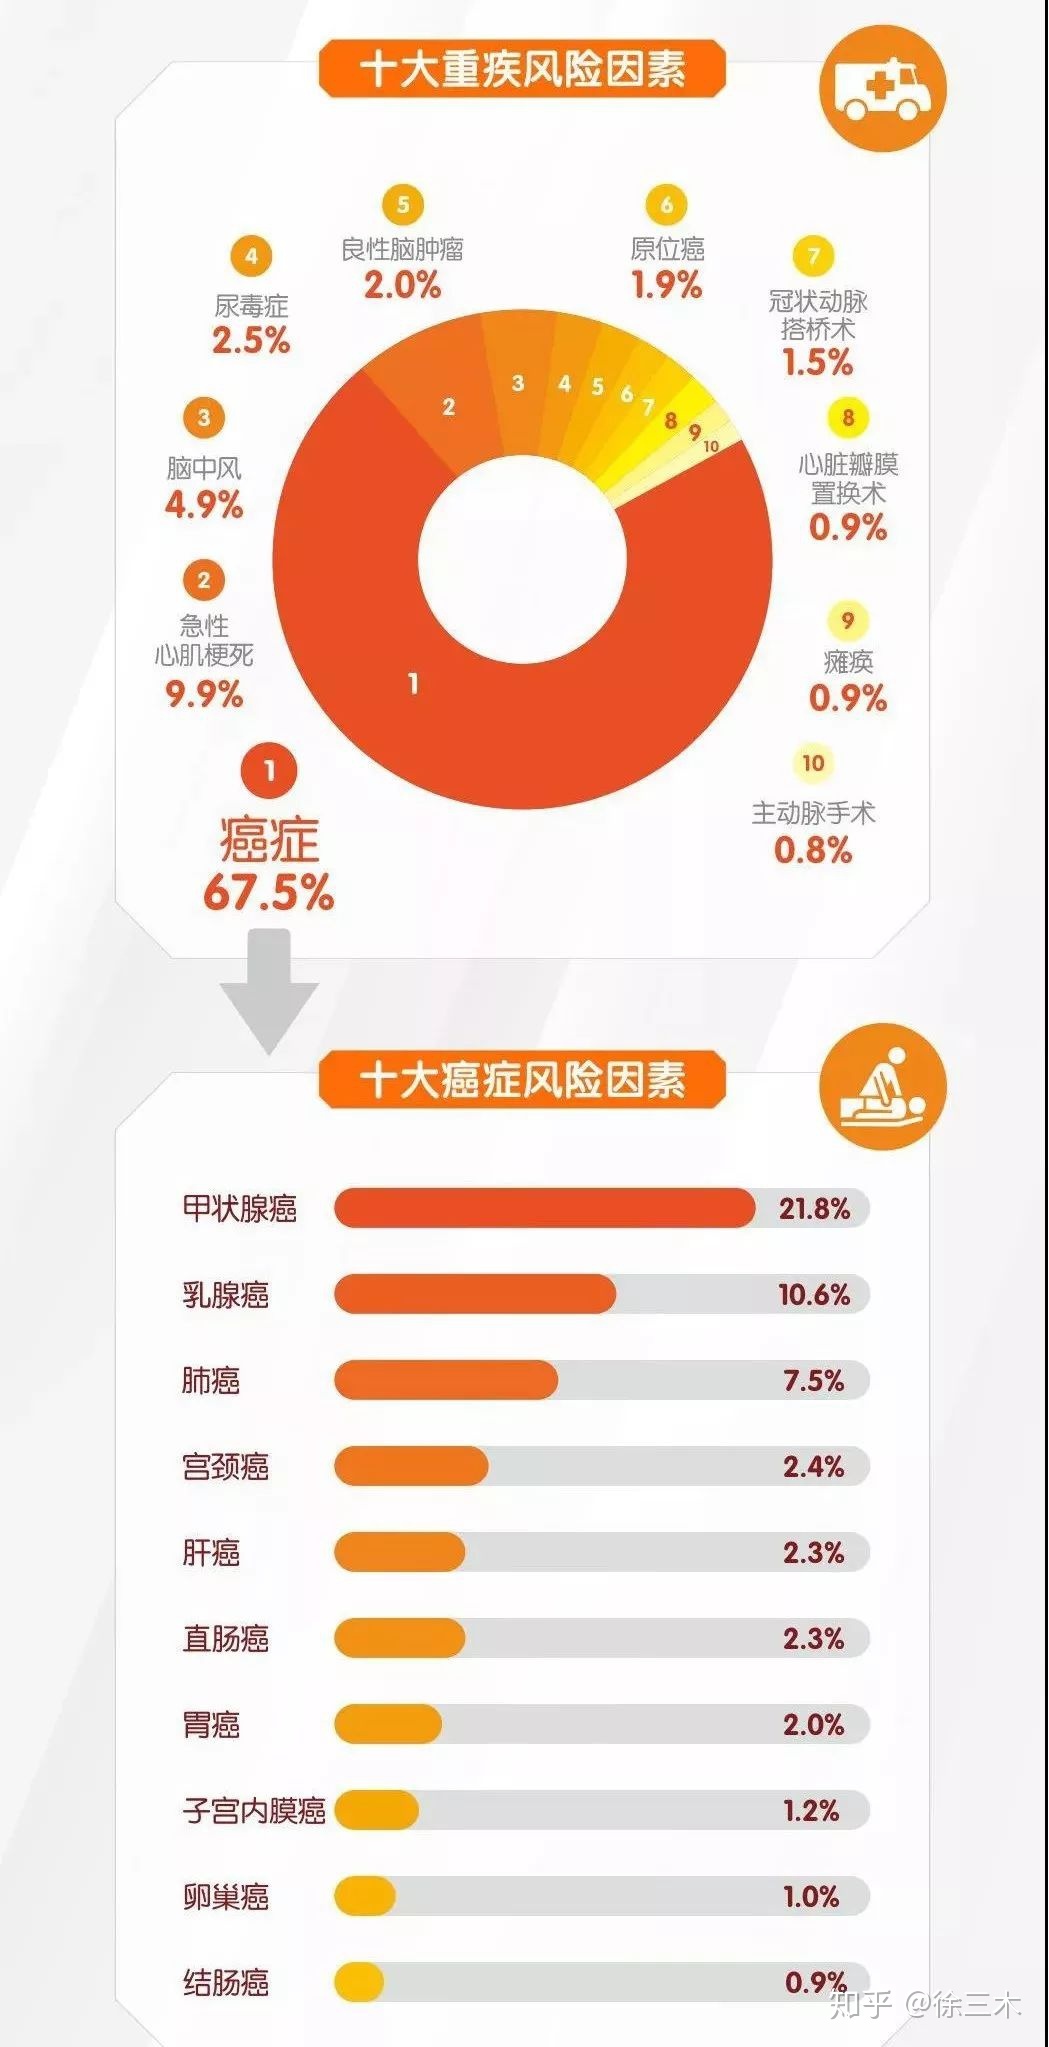 十大重疾风险因素
5
良性脑肿瘤
2.0%
6
原位癌
1.9%
4
尿毒症
2.5%
7
冠状动脉
搭桥术
1.5%
3
脑中风
4.9%
8
心脏瓣膜
置换术
0.9%
2
急性
心肌梗死
9.9%
9
瘫痪
0.9%
1
癌症
67.5%
10
主动脉手术
0.8%
1
2
3
4
5
6
7
8
9
10
十大癌症风险因素
甲状腺癌 21.8%
乳腺癌 10.6%
肺癌 7.5%
宫颈癌 2.4%
肝癌 2.3%
直肠癌 2.3%
胃癌 2.0%
子宫内膜癌 1.2%
卵巢癌 1.0%
结肠癌 0.9%
知乎 @徐三木